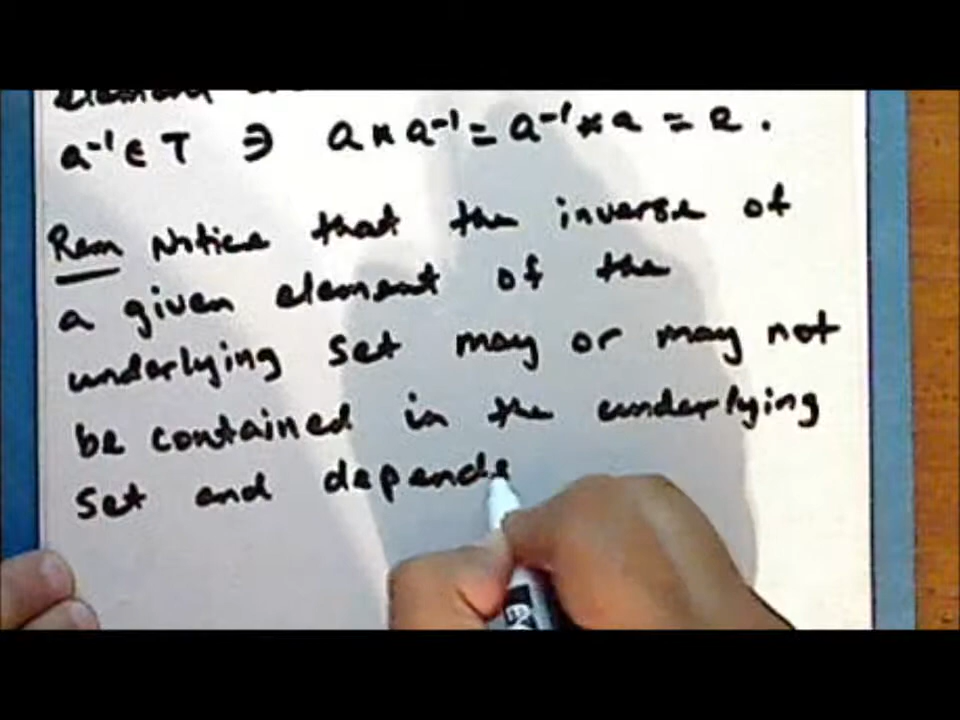 element
a⁻¹ ∈ T ∋ a * a⁻¹ = a⁻¹ * a = e.
Rem Notice that the inverse of
a given element of the
underlying set may or may not
be contained in the underlying
set and depends